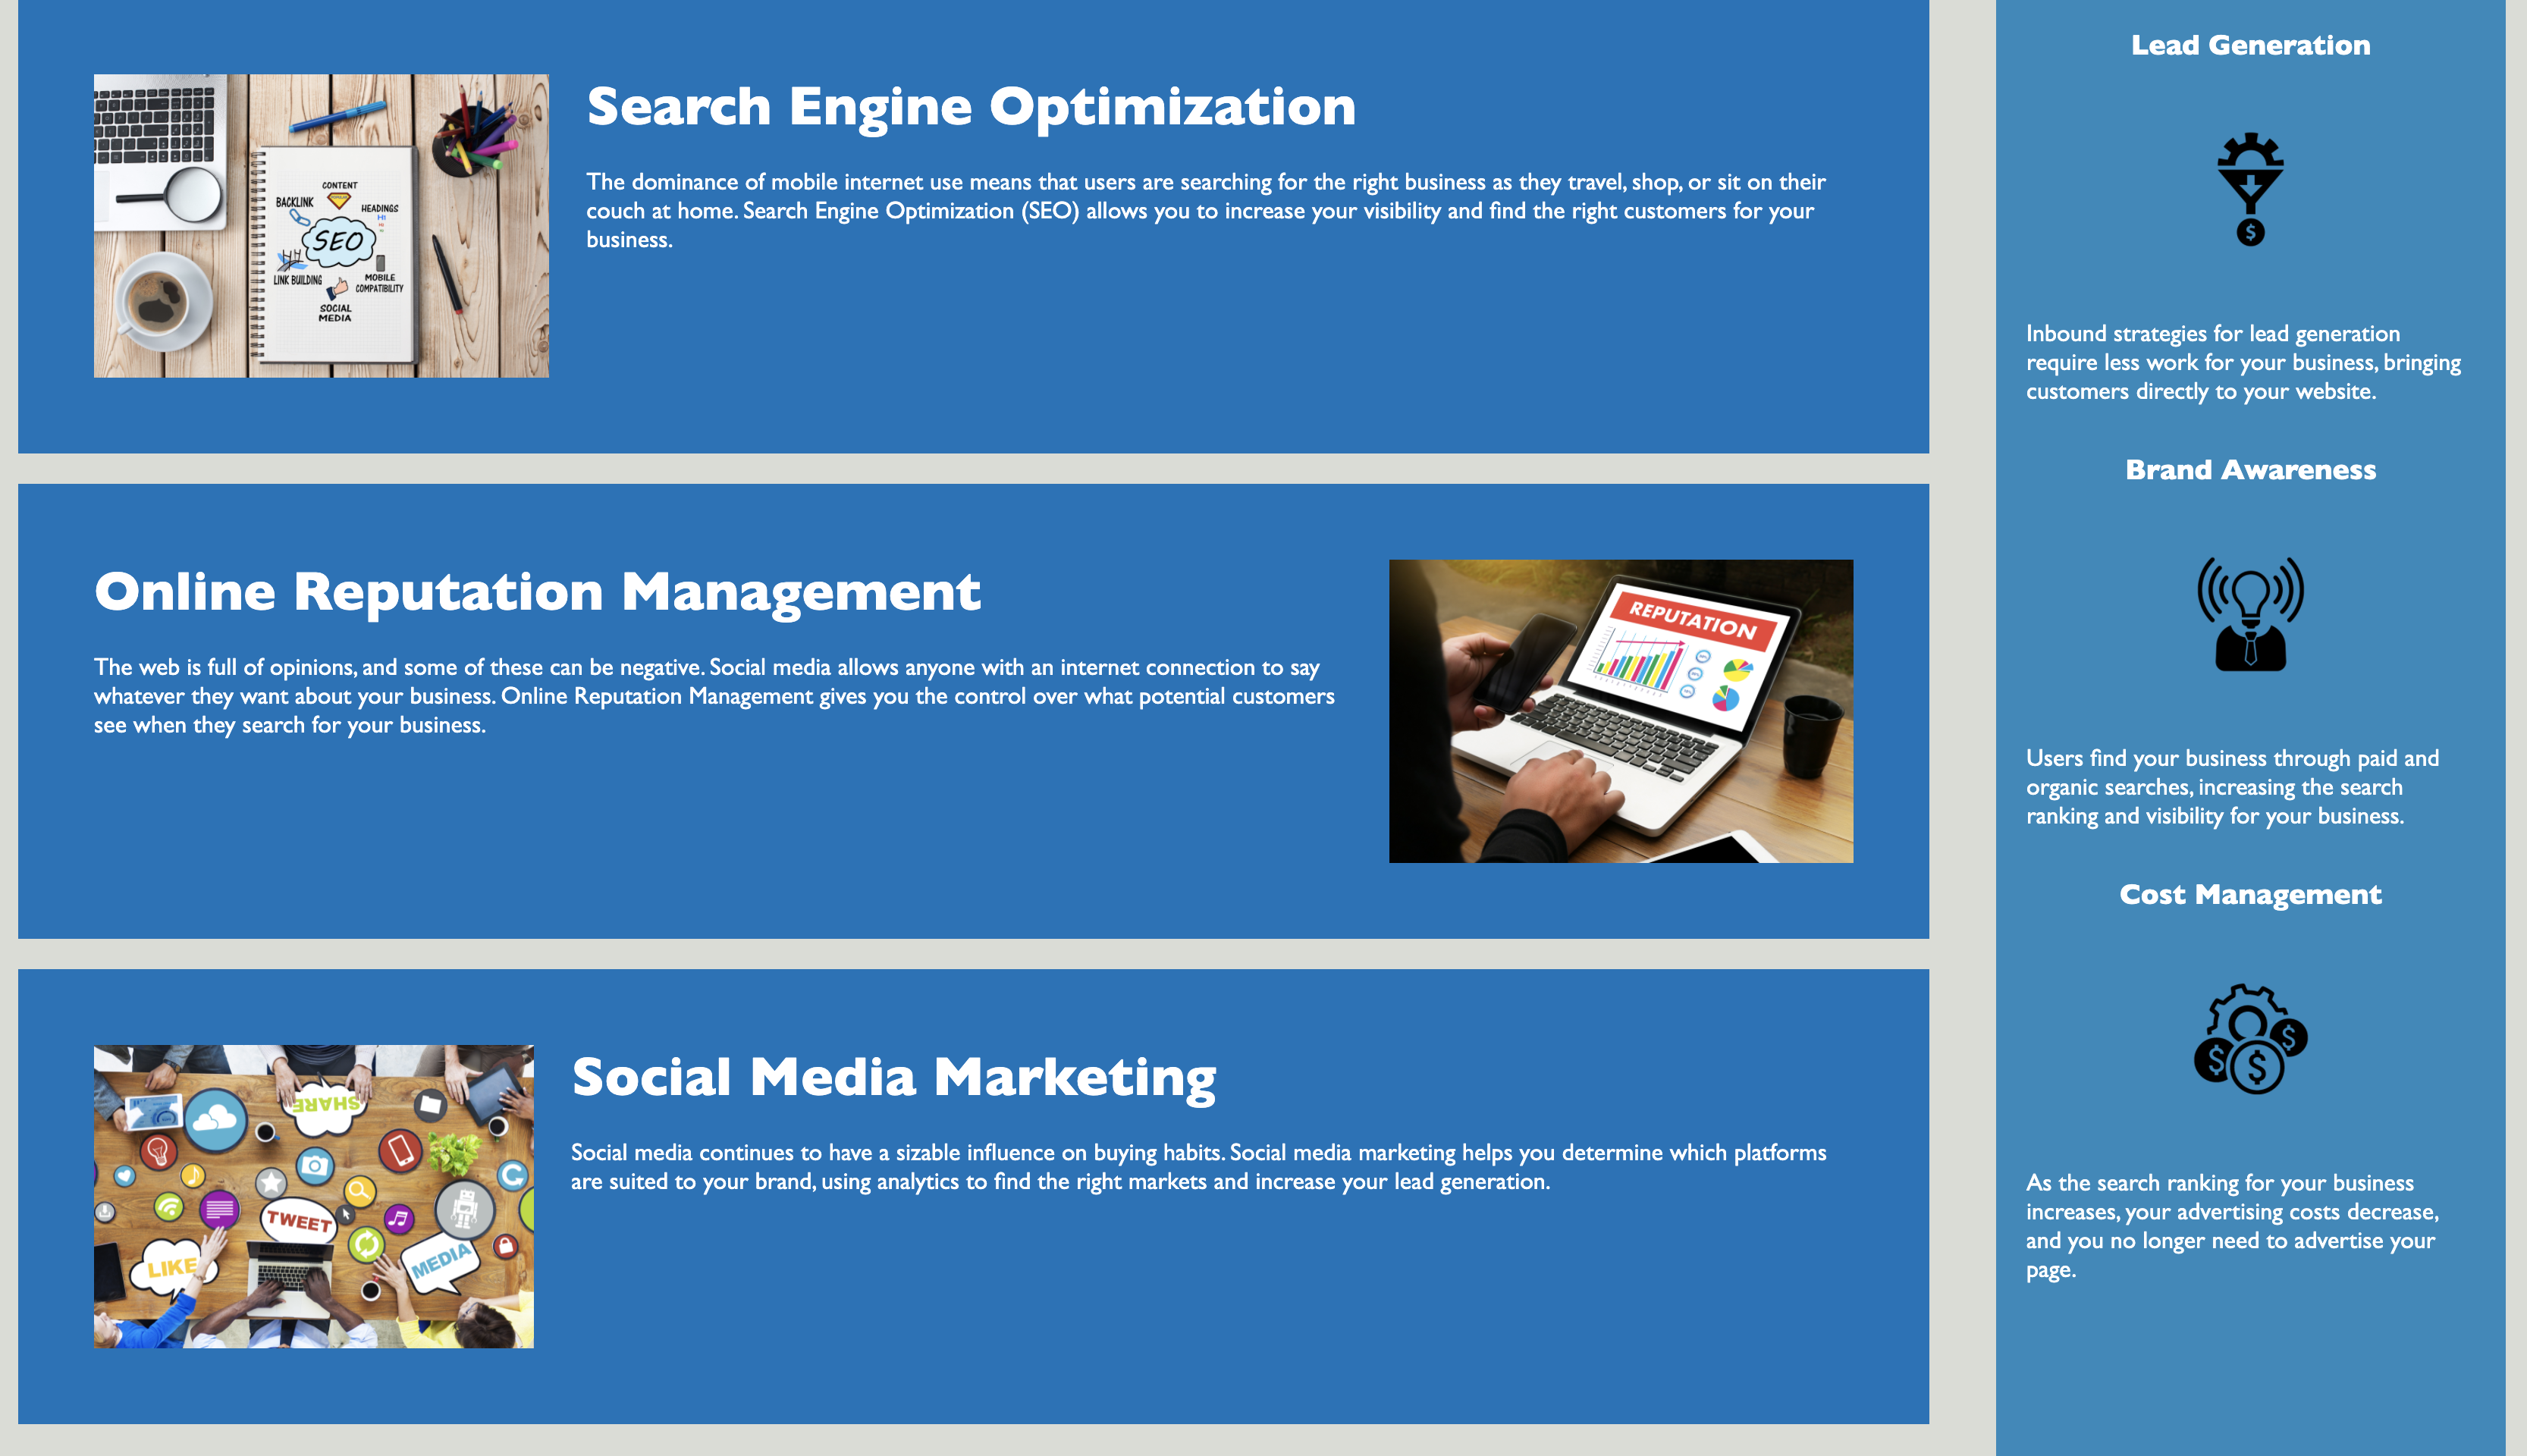 Search Engine Optimization
The dominance of mobile internet use means that users are searching for the right business as they travel, shop, or sit on their
couch at home. Search Engine Optimization (SEO) allows you to increase your visibility and find the right customers for your
business.
CONTENT
BACKLINK
HEADINGS
H1
SEO
LINK BUILDING
MOBILE
COMPATIBILITY
SOCIAL
MEDIA
Online Reputation Management
The web is full of opinions, and some of these can be negative. Social media allows anyone with an internet connection to say
whatever they want about your business. Online Reputation Management gives you the control over what potential customers
see when they search for your business.
REPUTATION
Social Media Marketing
Social media continues to have a sizable influence on buying habits. Social media marketing helps you determine which platforms
are suited to your brand, using analytics to find the right markets and increase your lead generation.
SHARE
TWEET
LIKE
MEDIA
Lead Generation
$
Inbound strategies for lead generation
require less work for your business, bringing
customers directly to your website.
Brand Awareness
Users find your business through paid and
organic searches, increasing the search
ranking and visibility for your business.
Cost Management
$ $ $
As the search ranking for your business
increases, your advertising costs decrease,
and you no longer need to advertise your
page.